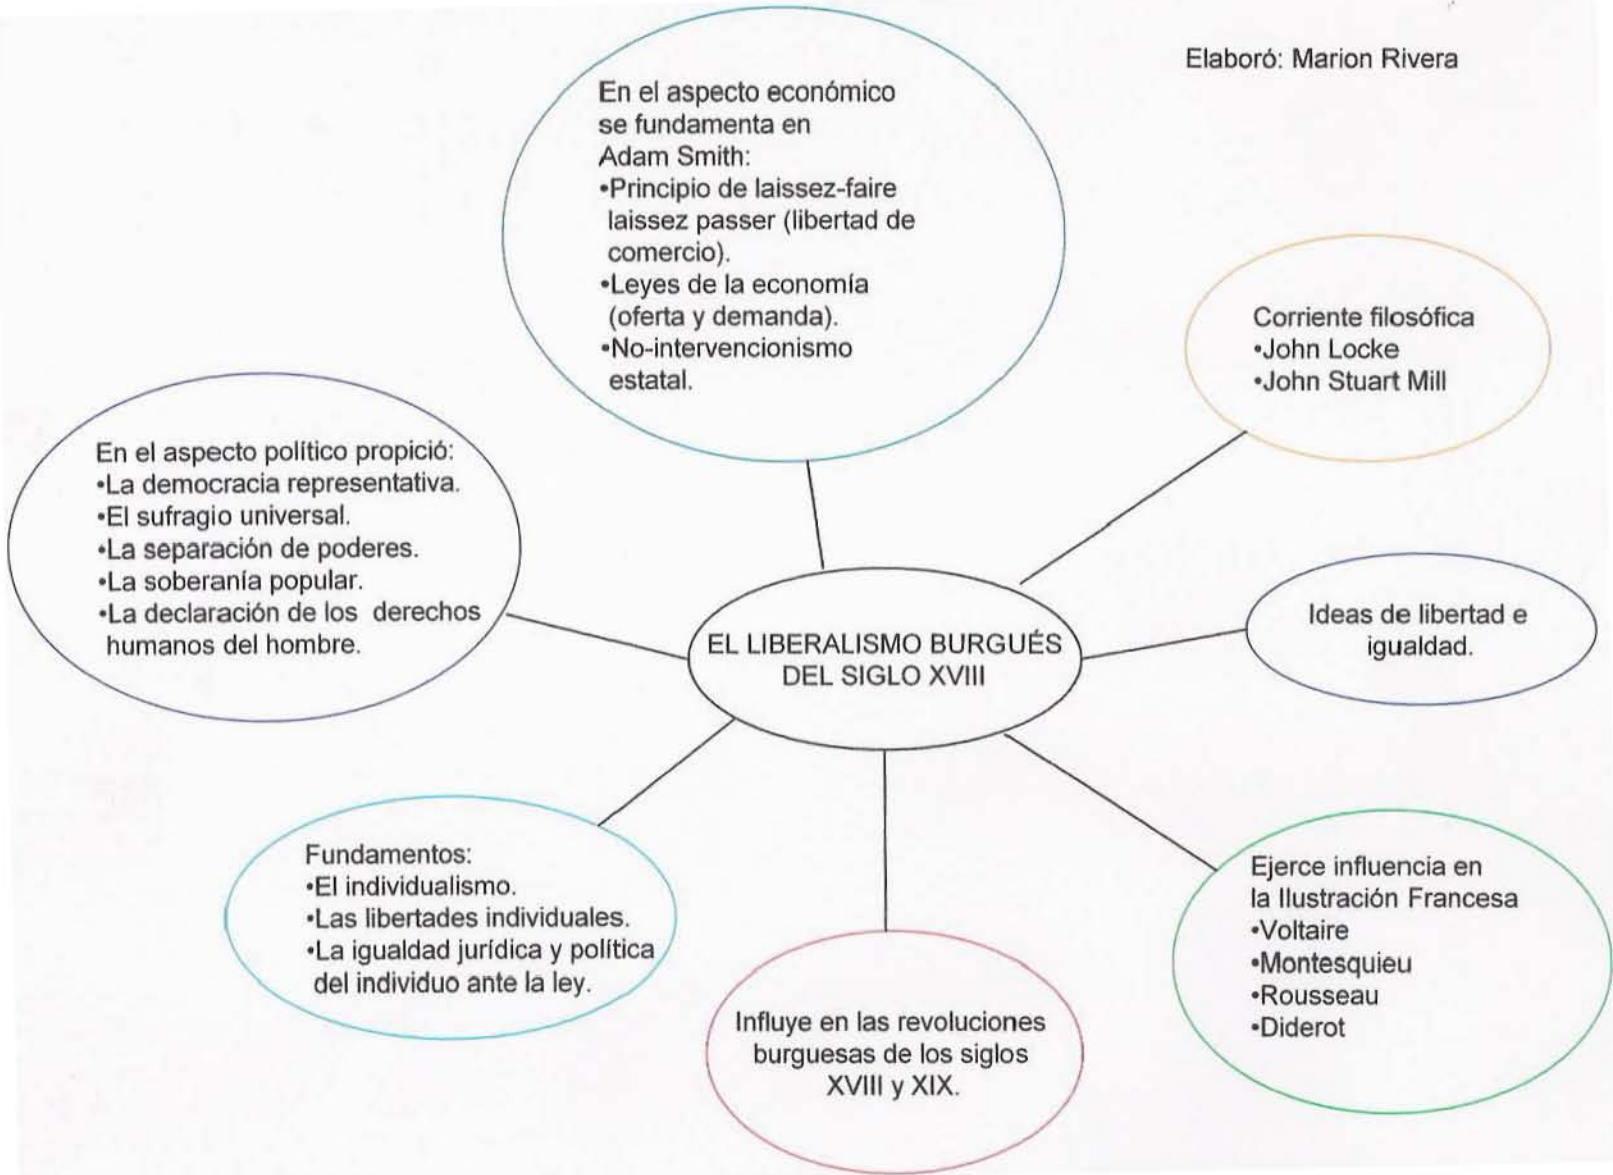 Elaboró: Marion Rivera
En el aspecto económico
se fundamenta en
Adam Smith:
•Principio de laissez-faire
laissez passer (libertad de
comercio).
•Leyes de la economía
(oferta y demanda).
•No-intervencionismo
estatal.
Corriente filosófica
•John Locke
•John Stuart Mill
En el aspecto político propició:
•La democracia representativa.
•El sufragio universal.
•La separación de poderes.
•La soberanía popular.
•La declaración de los derechos
humanos del hombre.
EL LIBERALISMO BURGUÉS
DEL SIGLO XVIII
Ideas de libertad e
igualdad.
Fundamentos:
•El individualismo.
•Las libertades individuales.
•La igualdad jurídica y política
del individuo ante la ley.
Influye en las revoluciones
burguesas de los siglos
XVIII y XIX.
Ejerce influencia en
la Ilustración Francesa
•Voltaire
•Montesquieu
•Rousseau
•Diderot